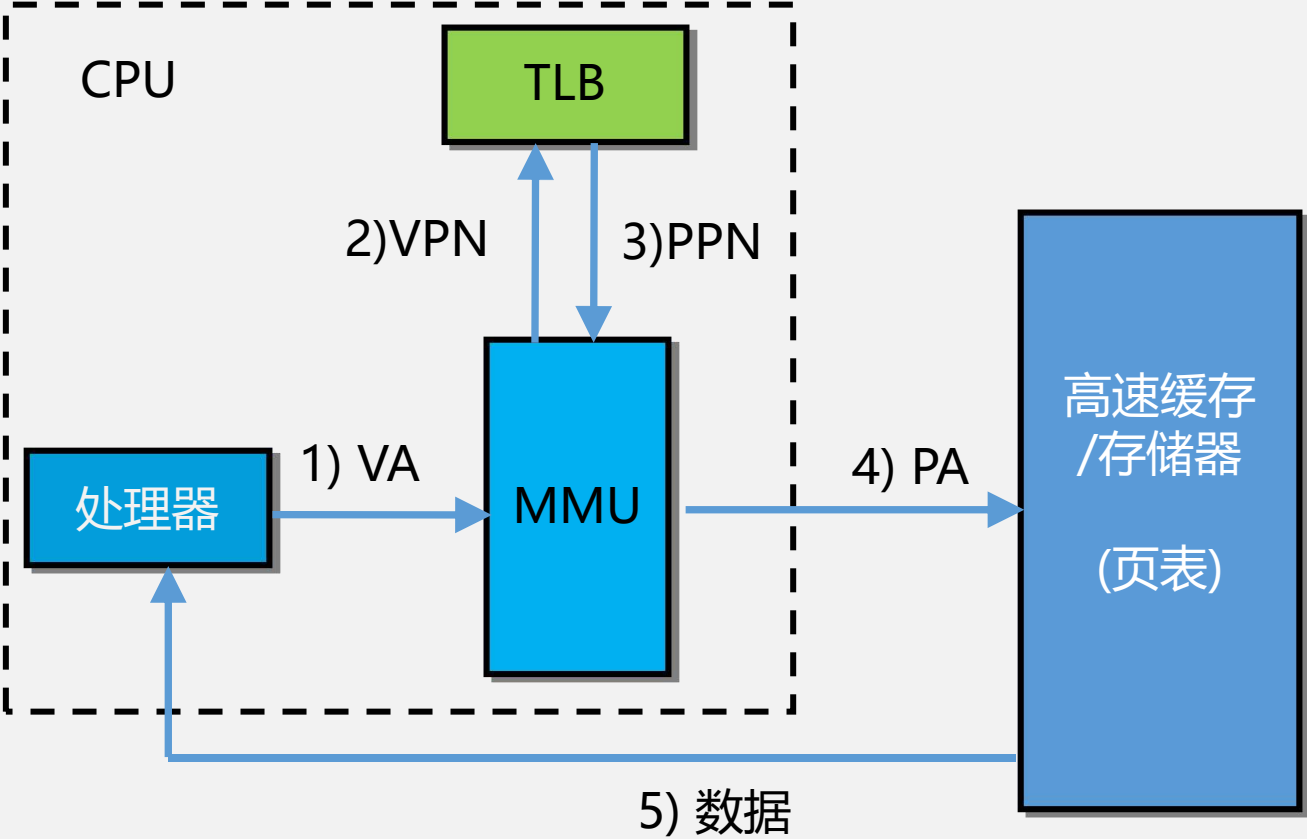 CPU
TLB
2)VPN
3)PPN
1) VA
处理器
MMU
4) PA
高速缓存
/存储器
(页表)
5) 数据